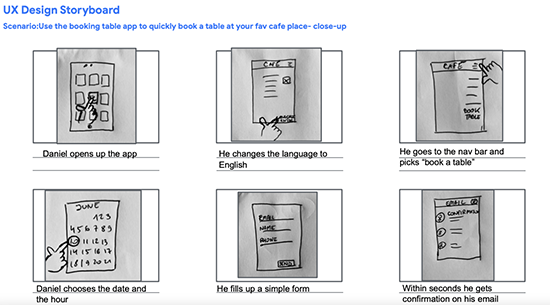 UX Design Storyboard
Scenario:Use the booking table app to quickly book a table at your fav cafe place- close-up
CAFE
BOOK
TABLE
Daniel opens up the app
He changes the language to
English
He goes to the nav bar and
picks "book a table"
JUNE
1 2 3
4 5 6 7 8 9
10 11 12 13
14 15 16 17
18 19 20 21
EMAIL
NAME
PHONE
SEND
EMAIL
CONFIRMATION
1
2
3
Daniel chooses the date and
the hour
He fills up a simple form
Within seconds he gets
confirmation on his email